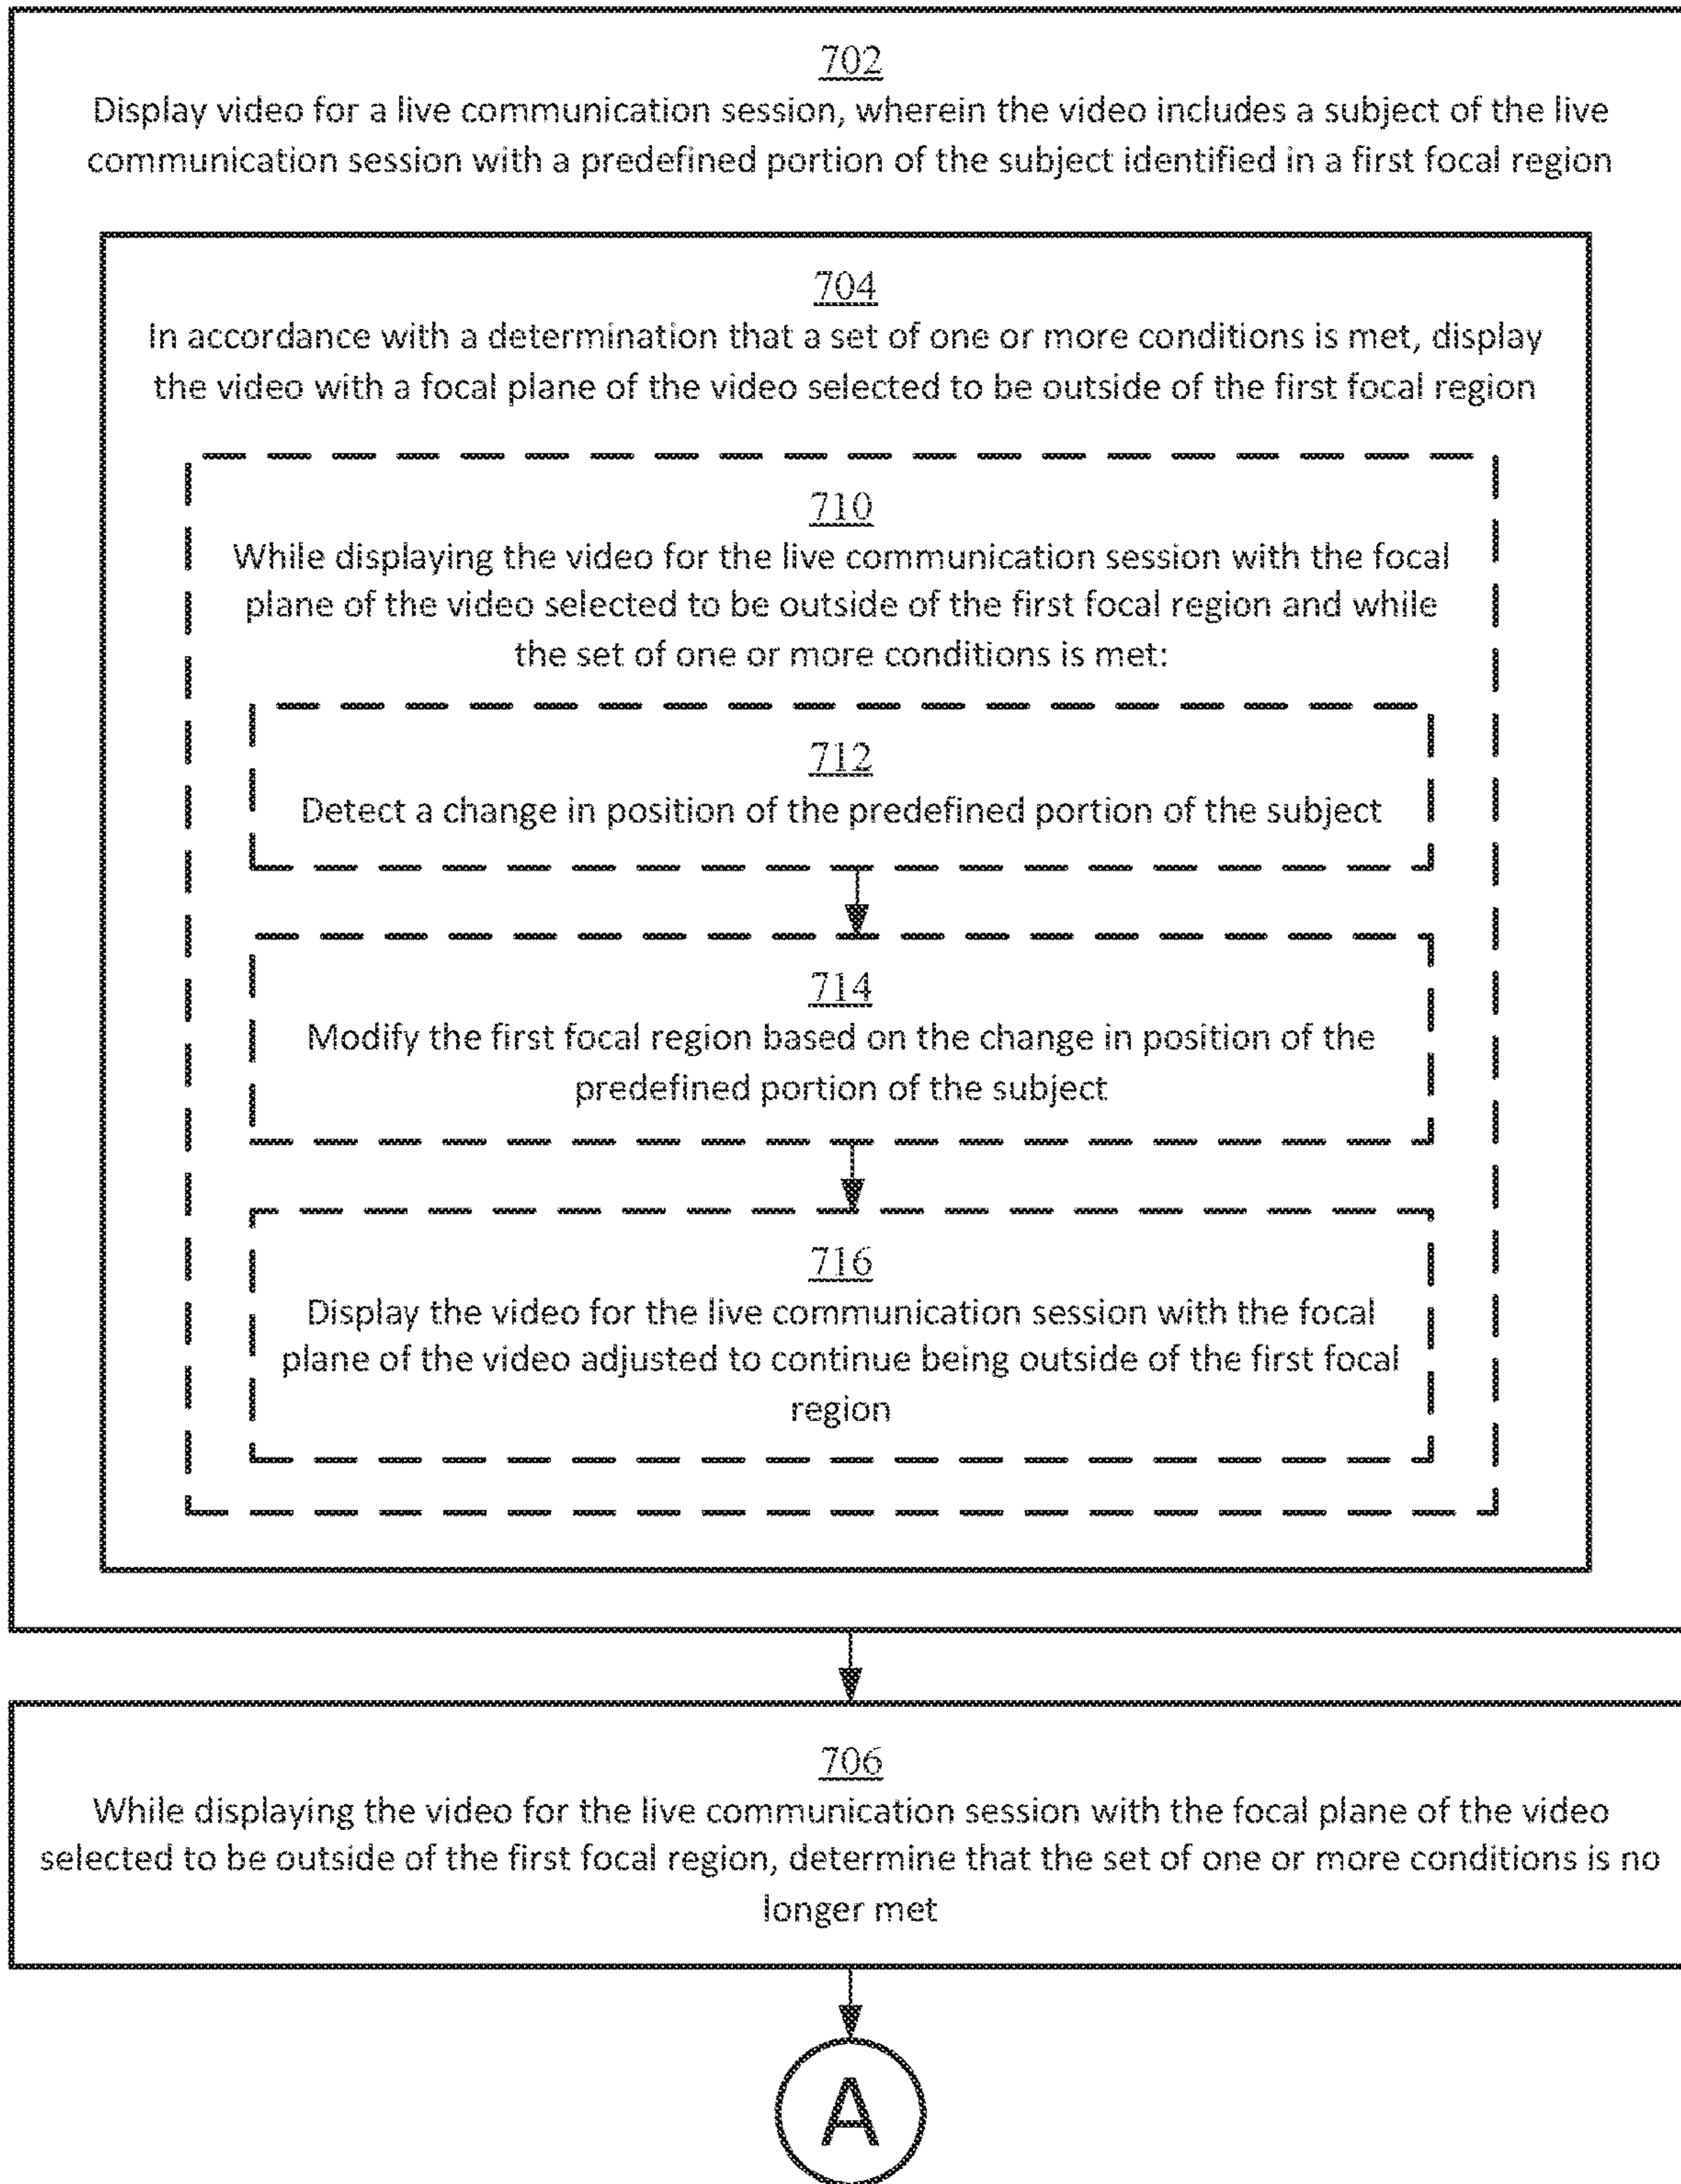 702
Display video for a live communication session, wherein the video includes a subject of the live
communication session with a predefined portion of the subject identified in a first focal region
704
In accordance with a determination that a set of one or more conditions is met, display
the video with a focal plane of the video selected to be outside of the first focal region
710
While displaying the video for the live communication session with the focal
plane of the video selected to be outside of the first focal region and while
the set of one or more conditions is met:
712
Detect a change in position of the predefined portion of the subject
714
Modify the first focal region based on the change in position of the
predefined portion of the subject
716
Display the video for the live communication session with the focal
plane of the video adjusted to continue being outside of the first focal
region
706
While displaying the video for the live communication session with the focal plane of the video
selected to be outside of the first focal region, determine that the set of one or more conditions is no
longer met
A